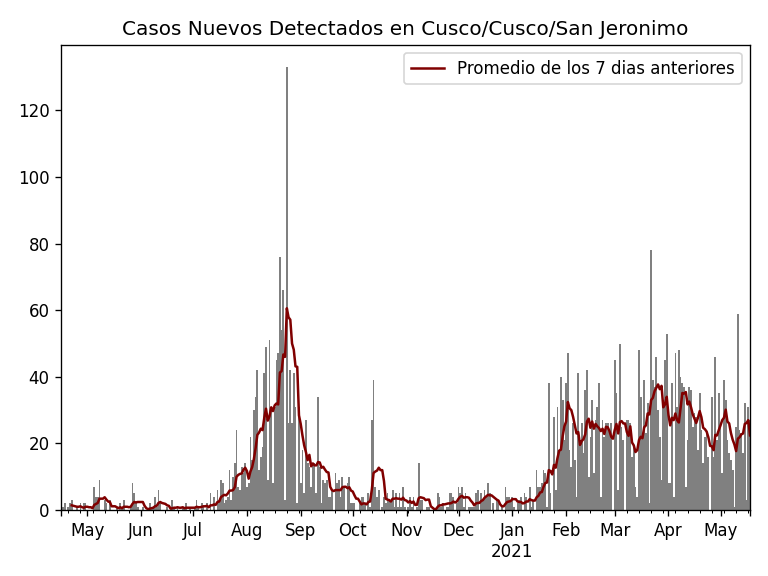 Casos Nuevos Detectados en Cusco/Cusco/San Jeronimo
Promedio de los 7 dias anteriores
120
100
80
60
40
20
0
May Jun Jul Aug Sep Oct Nov Dec Jan Feb Mar Apr May
2021